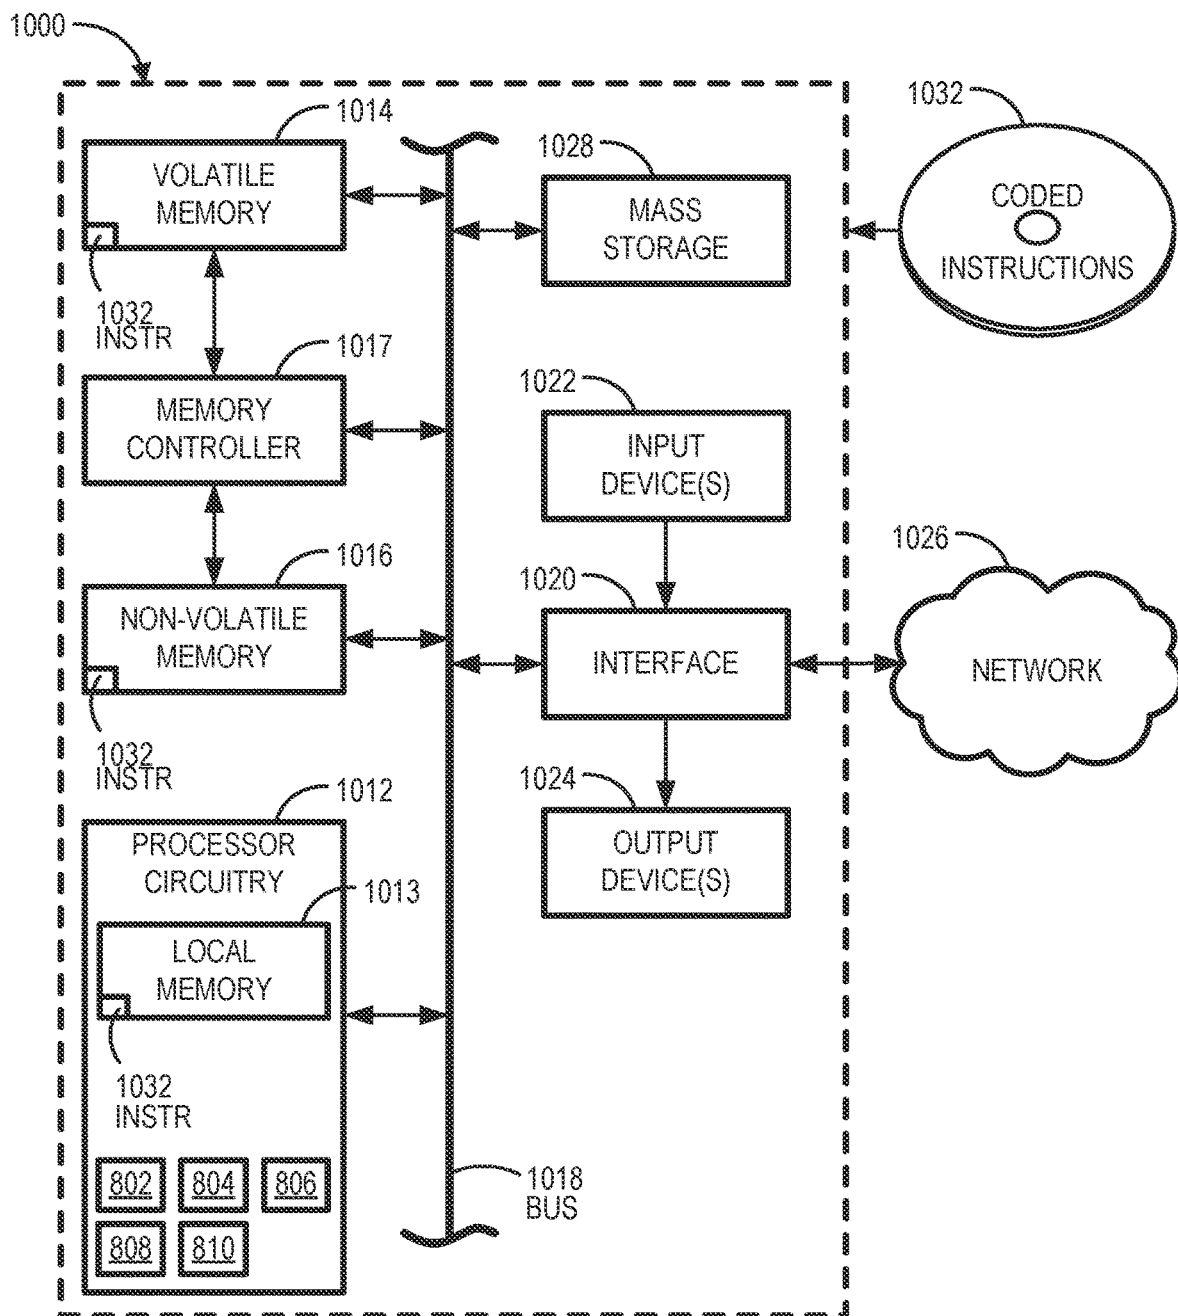 1000
1014
VOLATILE
MEMORY
1032
INSTR
1017
MEMORY
CONTROLLER
1016
NON-VOLATILE
MEMORY
1032
INSTR
1012
PROCESSOR
CIRCUITRY
1013
LOCAL
MEMORY
1032
INSTR
802 804 806
808 810
1018
BUS
1028
MASS
STORAGE
1022
INPUT
DEVICE(S)
1020
INTERFACE
1024
OUTPUT
DEVICE(S)
1032
CODED
INSTRUCTIONS
1026
NETWORK